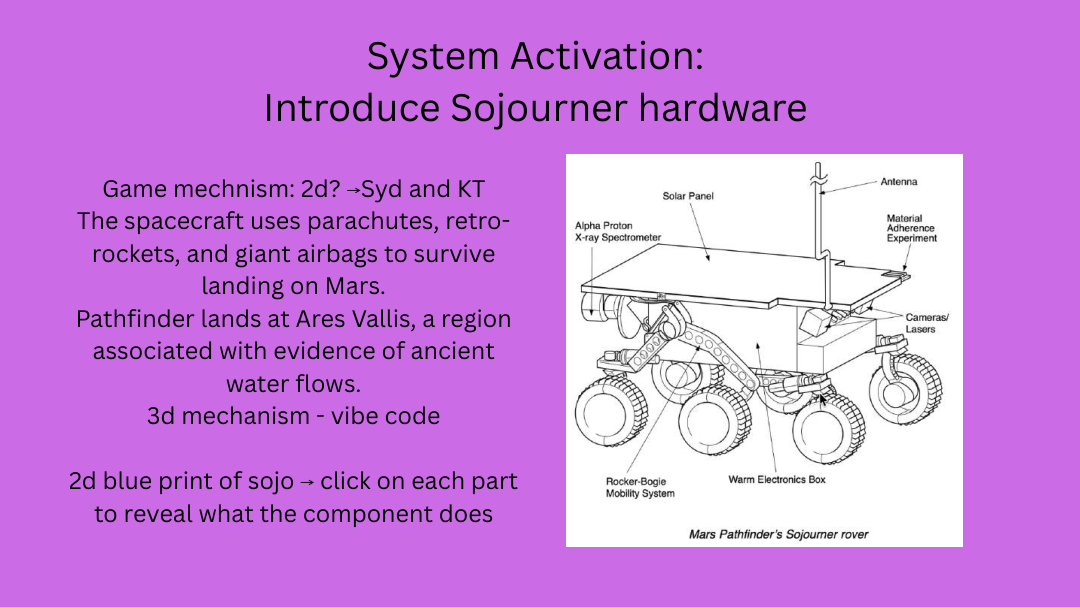 System Activation:
Introduce Sojourner hardware
Game mechnism: 2d? →Syd and KT
The spacecraft uses parachutes, retro-
rockets, and giant airbags to survive
landing on Mars.
Pathfinder lands at Ares Vallis, a region
associated with evidence of ancient
water flows.
3d mechanism - vibe code
2d blue print of sojo → click on each part
to reveal what the component does
Antenna
Solar Panel
Material
Adherence
Experiment
Alpha Proton
X-ray Spectrometer
Cameras/
Lasers
Rocker-Bogie
Mobility System
Warm Electronics Box
Mars Pathfinder's Sojourner rover